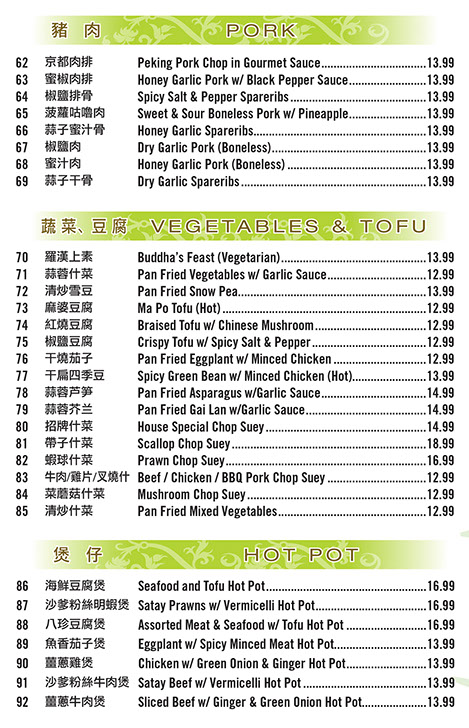 豬肉 PORK
62 京都肉排 Peking Pork Chop in Gourmet Sauce 13.99
63 蜜椒肉排 Honey Garlic Pork w/ Black Pepper Sauce 13.99
64 椒鹽排骨 Spicy Salt & Pepper Spareribs 13.99
65 菠蘿咕嚕肉 Sweet & Sour Boneless Pork w/ Pineapple 13.99
66 蒜子蜜汁骨 Honey Garlic Spareribs 13.99
67 椒鹽肉 Dry Garlic Pork (Boneless) 13.99
68 蜜汁肉 Honey Garlic Pork (Boneless) 13.99
69 蒜子干骨 Dry Garlic Spareribs 13.99
蔬菜、豆腐 VEGETABLES & TOFU
70 羅漢上素 Buddha's Feast (Vegetarian) 13.99
71 蒜蓉什菜 Pan Fried Vegetables w/ Garlic Sauce 12.99
72 清炒雪豆 Pan Fried Snow Pea 13.99
73 麻婆豆腐 Ma Po Tofu (Hot) 12.99
74 紅燒豆腐 Braised Tofu w/ Chinese Mushroom 12.99
75 椒鹽豆腐 Crispy Tofu w/ Spicy Salt & Pepper 12.99
76 干燒茄子 Pan Fried Eggplant w/ Minced Chicken 12.99
77 干扁四季豆 Spicy Green Bean w/ Minced Chicken (Hot) 13.99
78 蒜蓉芦笋 Pan Fried Asparagus w/Garlic Sauce 14.99
79 蒜蓉芥兰 Pan Fried Gai Lan w/Garlic Sauce 14.99
80 招牌什菜 House Special Chop Suey 14.99
81 帶子什菜 Scallop Chop Suey 18.99
82 蝦球什菜 Prawn Chop Suey 16.99
83 牛肉/雞片/叉燒什 Beef / Chicken / BBQ Pork Chop Suey 12.99
84 菜蘑菇什菜 Mushroom Chop Suey 12.99
85 清炒什菜 Pan Fried Mixed Vegetables 12.99
煲仔 HOT POT
86 海鮮豆腐煲 Seafood and Tofu Hot Pot 16.99
87 沙爹粉絲明蝦煲 Satay Prawns w/ Vermicelli Hot Pot 16.99
88 八珍豆腐煲 Assorted Meat & Seafood w/ Tofu Hot Pot 16.99
89 魚香茄子煲 Eggplant w/ Spicy Minced Meat Hot Pot 13.99
90 薑蔥雞煲 Chicken w/ Green Onion & Ginger Hot Pot 13.99
91 沙爹粉絲牛肉煲 Satay Beef w/ Vermicelli Hot Pot 13.99
92 薑蔥牛肉煲 Sliced Beef w/ Ginger & Green Onion Hot Pot 13.99